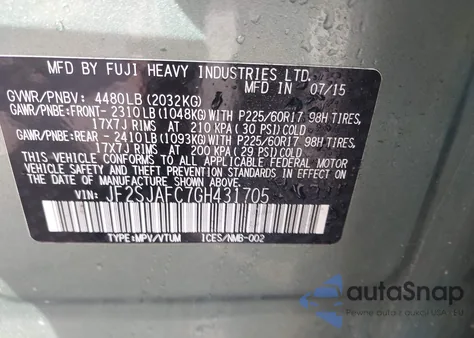 MFD BY FUJI HEAVY INDUSTRIES LTD.
MFD IN 07/15
GVWR/PNBV: 4480LB(2032KG)
GAWR/PNBE:FRONT-2310LB(1048KG)WITH P225/60R17 98H TIRES,
17X7J RIMS AT 210 KPA(30 PSI)COLD
GAWR/PNBE:REAR -2410LB(1093KG)WITH P225/60R17 98H TIRES,
17X7J RIMS AT 200 KPA(29 PSI)COLD
THIS VEHICLE CONFORMS TO ALL APPLICABLE
FEDERAL MOTOR VEHICLE SAFETY, BUMPER, AND
THEFT PREVENTION STANDARDS IN EFFECT ON THE
DATE OF MANUFACTURE SHOWN ABOVE.
VIN: JF2SJAFC7GH431705
TYPE:MPV/VTUM ICES/NMB-002
autoSnap